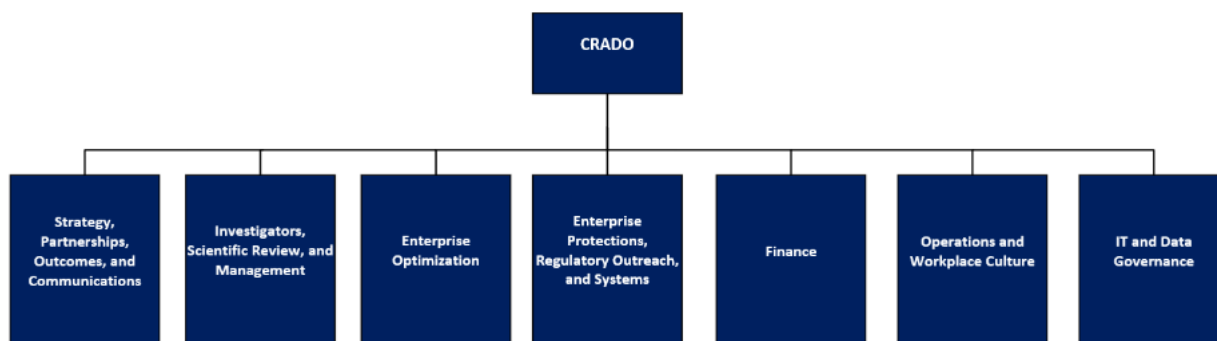 CRADO
Strategy,
Partnerships,
Outcomes, and
Communications
Investigators,
Scientific Review, and
Management
Enterprise
Optimization
Enterprise
Protections,
Regulatory Outreach,
and Systems
Finance
Operations and
Workplace Culture
IT and Data
Governance